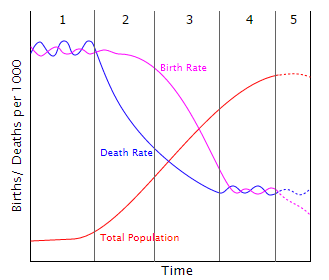 1 2 3 4 5
Birth Rate
Death Rate
Total Population
Births/ Deaths per 1000
Time